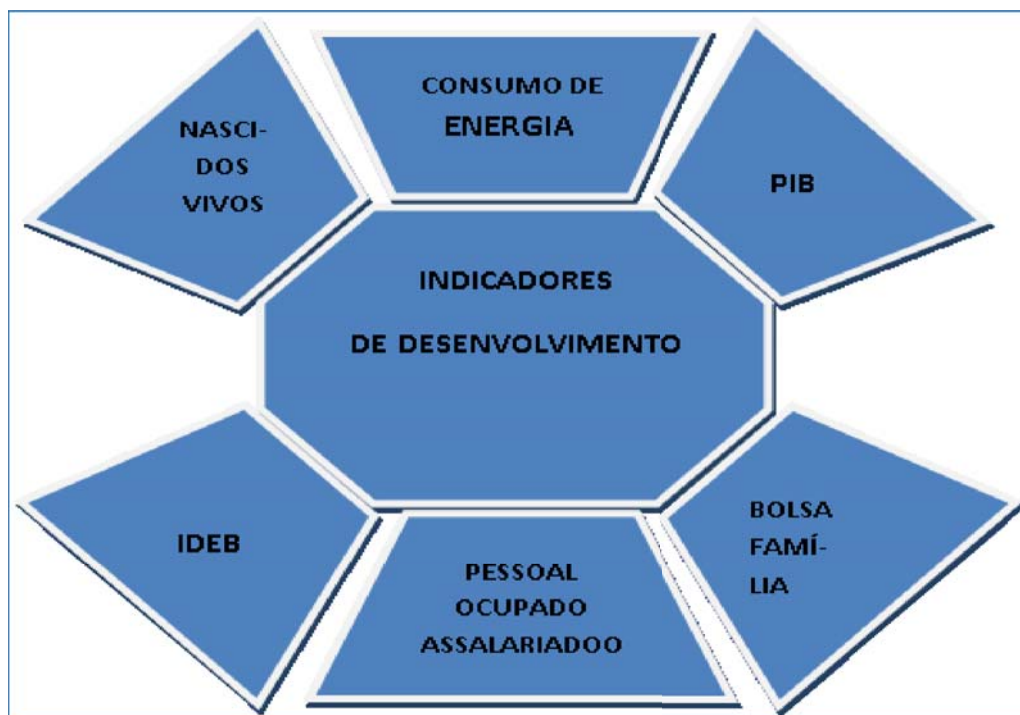 NASCI-
DOS
VIVOS
CONSUMO DE
ENERGIA
PIB
INDICADORES
DE DESENVOLVIMENTO
IDEB
PESSOAL
OCUPADO
ASSALARIADOO
BOLSA
FAMÍ-
LIA